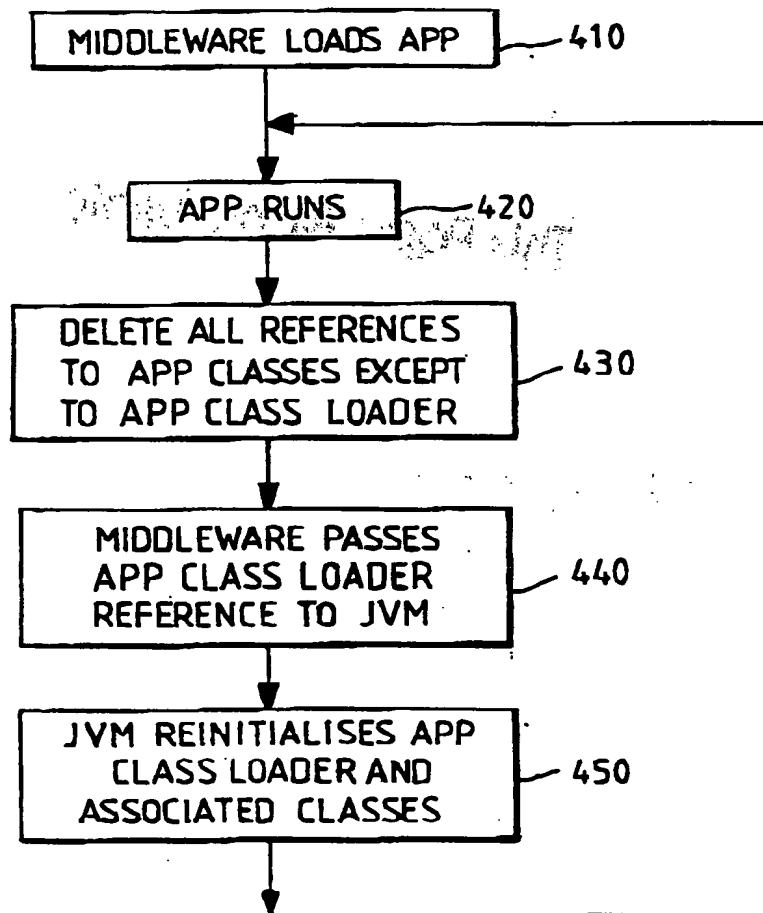 MIDDLEWARE LOADS APP 410
APP RUNS 420
DELETE ALL REFERENCES
TO APP CLASSES EXCEPT 430
TO APP CLASS LOADER
MIDDLEWARE PASSES
APP CLASS LOADER 440
REFERENCE TO JVM
JVM REINITIALISES APP
CLASS LOADER AND 450
ASSOCIATED CLASSES